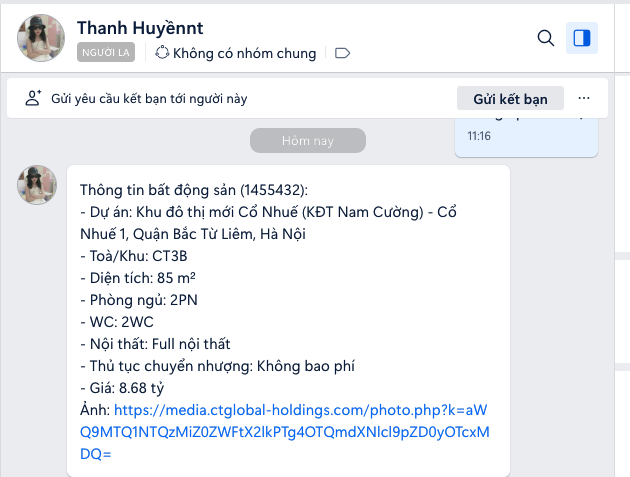 Thanh Huyềnnt
NGƯỜI LẠ
Không có nhóm chung
Gửi yêu cầu kết bạn tới người này
Gửi kết bạn
...
11:16
Hôm nay
Thông tin bất động sản (1455432):
- Dự án: Khu đô thị mới Cổ Nhuế (KĐT Nam Cường) - Cổ
Nhuế 1, Quận Bắc Từ Liêm, Hà Nội
- Toà/Khu: CT3B
- Diện tích: 85 m²
- Phòng ngủ: 2PN
- WC: 2WC
- Nội thất: Full nội thất
- Thủ tục chuyển nhượng: Không bao phí
- Giá: 8.68 tỷ
Ảnh: https://media.ctglobal-holdings.com/photo.php?k=aW
Q9MTQ1NTQzMiZ0ZWFtX2lkPTg4OTQmdXNlcl9pZD0yOTcxM
DQ=